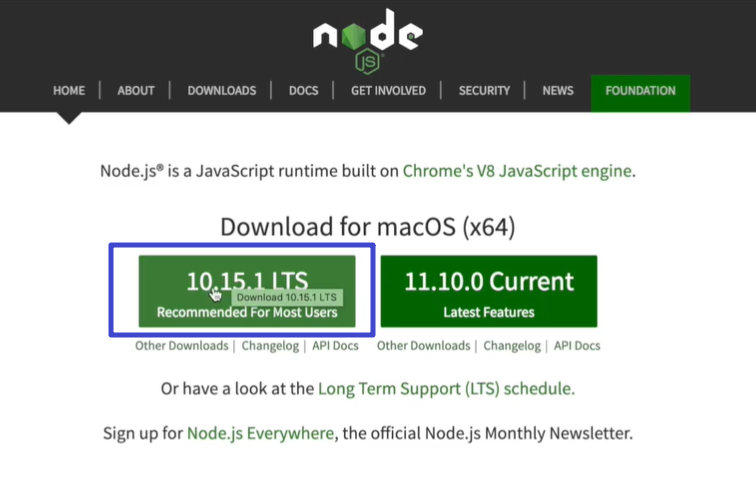 node
JS
HOME | ABOUT | DOWNLOADS | DOCS | GET INVOLVED | SECURITY | NEWS FOUNDATION
Node.js® is a JavaScript runtime built on Chrome's V8 JavaScript engine.
Download for macOS (x64)
10.15.1 LTS
Download 10.15.1 LTS
Recommended For Most Users
11.10.0 Current
Latest Features
Other Downloads | Changelog | API Docs
Other Downloads | Changelog | API Docs
Or have a look at the Long Term Support (LTS) schedule.
Sign up for Node.js Everywhere, the official Node.js Monthly Newsletter.